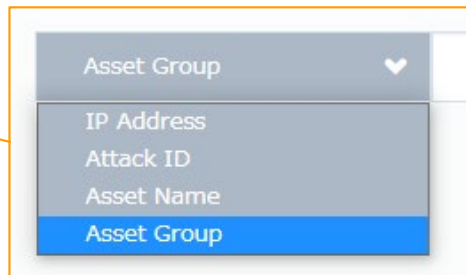 Asset Group
IP Address
Attack ID
Asset Name
Asset Group